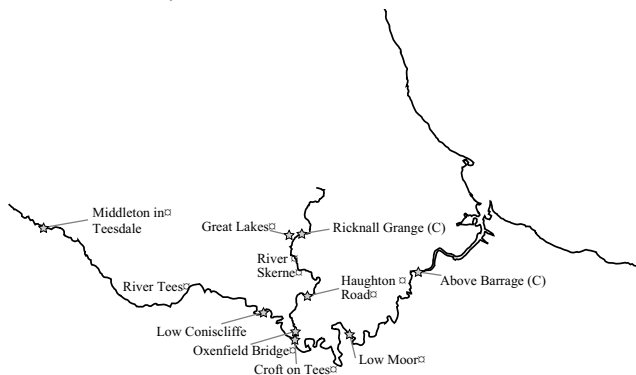 Middleton in¤
Teesdale
Great Lakes¤
Ricknall Grange (C)
River ¤
Skerne¤
River Tees¤
Haughton ¤
Road¤
Above Barrage (C)
Low Coniscliffe
Oxenfield Bridge¤
Low Moor¤
Croft on Tees¤